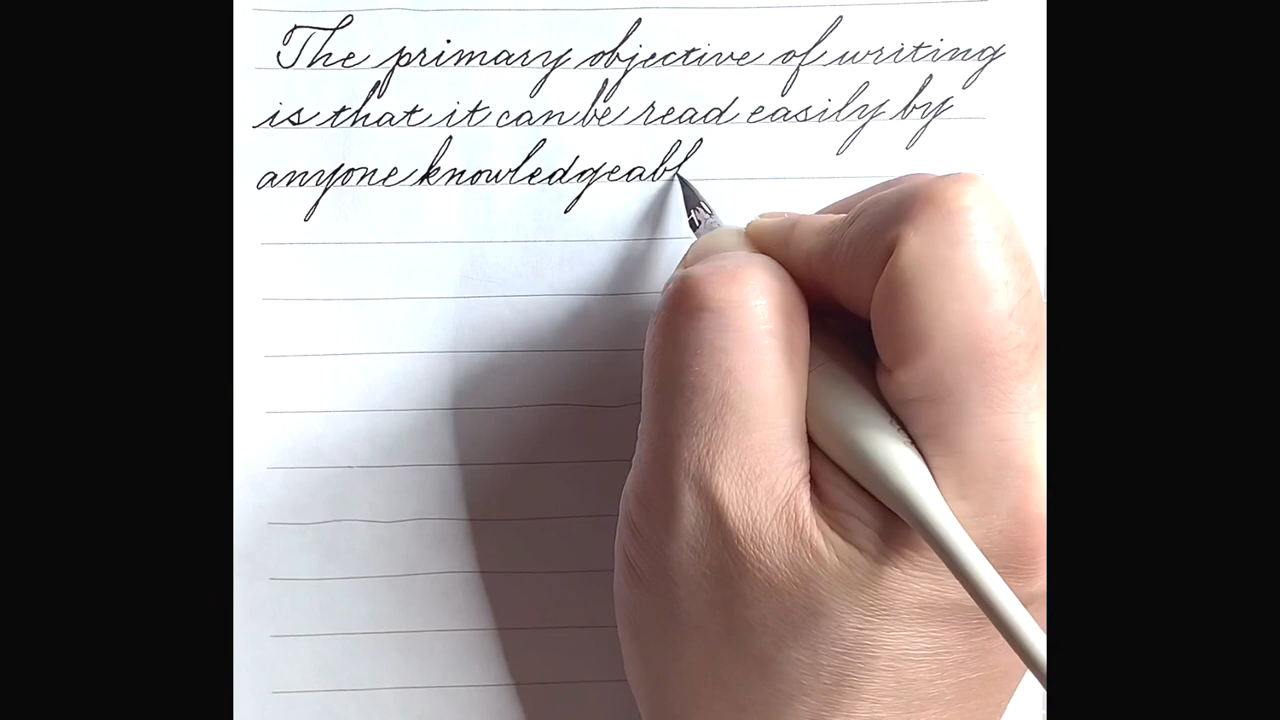 The primary objective of writing
is that it can be read easily by
anyone knowledgeabl